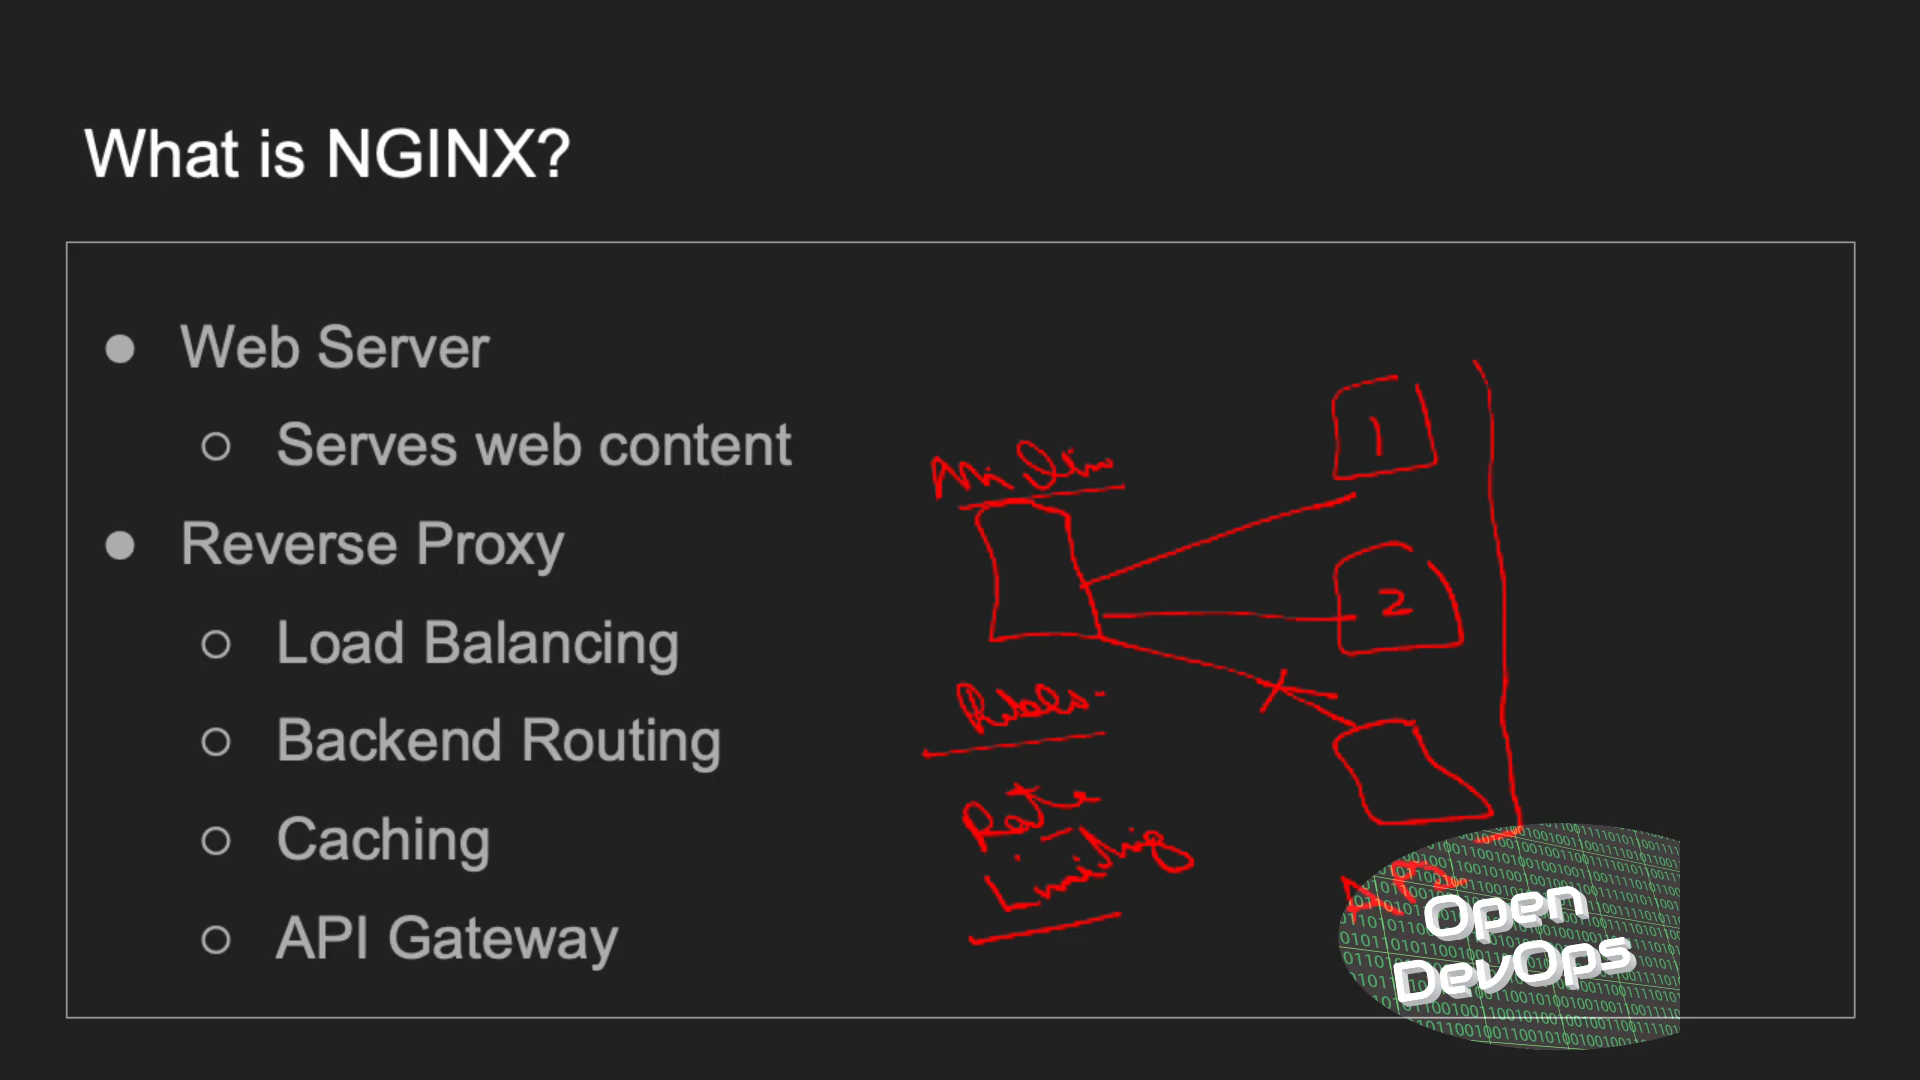 What is NGINX?
Web Server
Serves web content
Reverse Proxy
Load Balancing
Backend Routing
Caching
API Gateway
1
2
Rate
Limiting
Open
DevOps